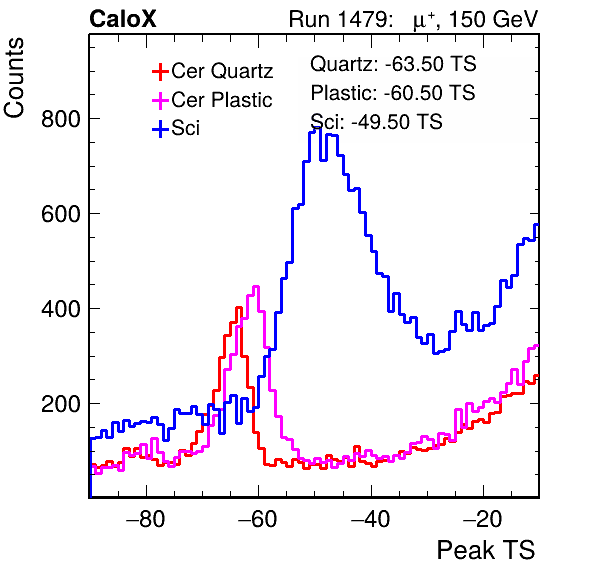 CaloX Run 1479: μ⁺, 150 GeV
Counts
Cer Quartz
Cer Plastic
Sci
Quartz: -63.50 TS
Plastic: -60.50 TS
Sci: -49.50 TS
800
600
400
200
−80 −60 −40 −20
Peak TS